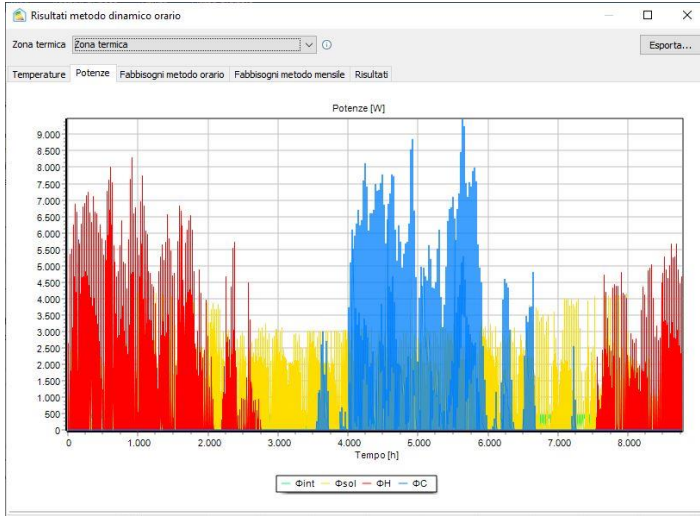 Risultati metodo dinamico orario
Zona termica Zona termica Esporta...
Temperature Potenze Fabbisogni metodo orario Fabbisogni metodo mensile Risultati
Potenze [W]
9.000
8.500
8.000
7.500
7.000
6.500
6.000
5.500
5.000
4.500
4.000
3.500
3.000
2.500
2.000
1.500
1.000
500
0
0 1.000 2.000 3.000 4.000 5.000 6.000 7.000 8.000
Tempo [h]
Φint Φsol ΦH ΦC